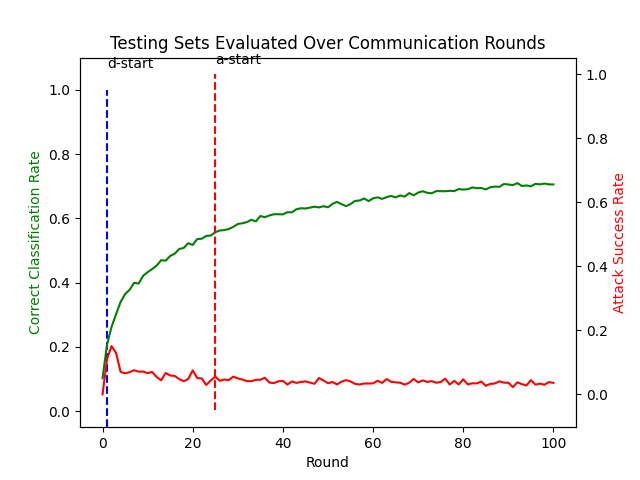 Testing Sets Evaluated Over Communication Rounds
d-start
a-start
Correct Classification Rate
1.0
0.8
0.6
0.4
0.2
0.0
1.0
0.8
0.6
0.4
0.2
0.0
Attack Success Rate
0 20 40 60 80 100
Round